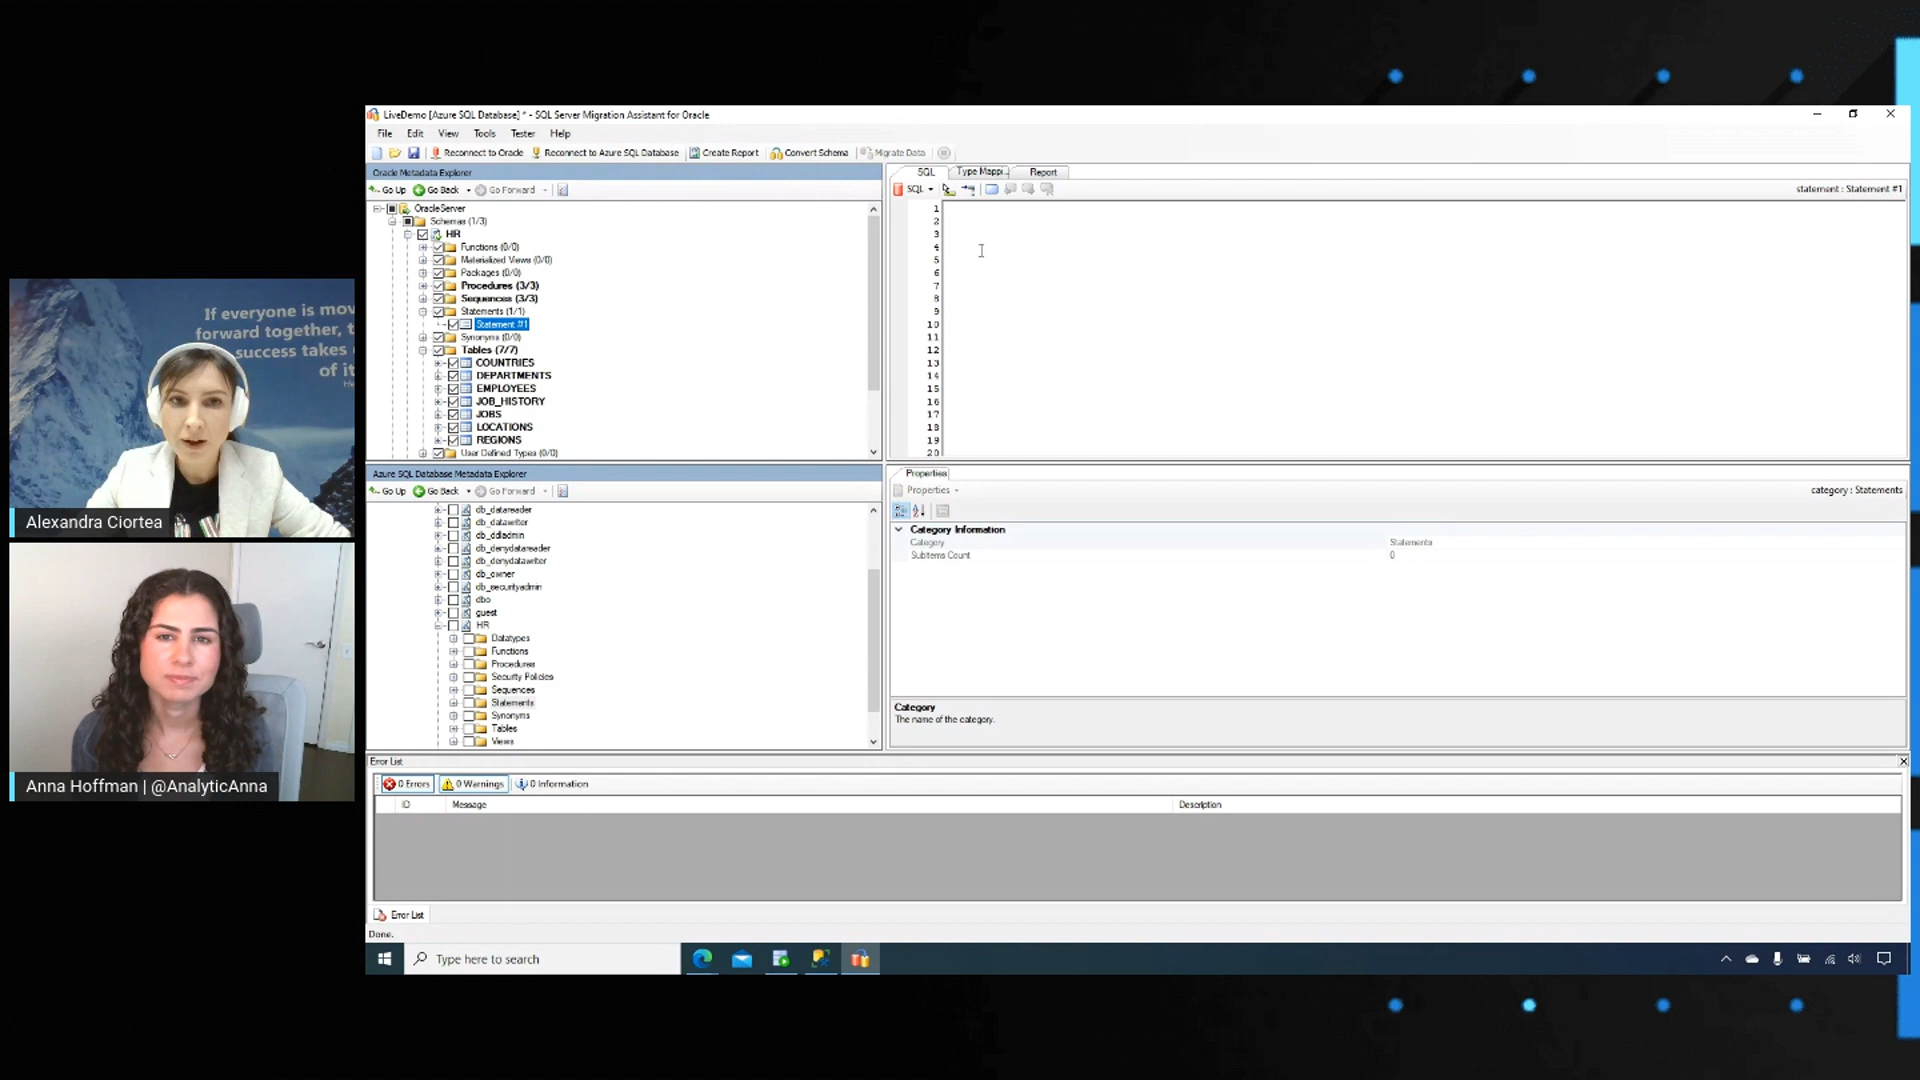 If everyone is mov
forward together, t
success takes
of it
Alexandra Ciortea
Anna Hoffman | @AnalyticAnna
LiveDemo [Azure SQL Database] * - SQL Server Migration Assistant for Oracle
File Edit View Tools Tester Help
Reconnect to Oracle Reconnect to Azure SQL Database Create Report Convert Schema Migrate Data
Oracle Metadata Explorer
Go Up Go Back Go Forward
OracleServer
Schemas (1/3)
HR
Functions (0/0)
Materialized Views (0/0)
Packages (0/0)
Procedures (3/3)
Sequences (3/3)
Statements (1/1)
Statement #1
Synonyms (0/0)
Tables (7/7)
COUNTRIES
DEPARTMENTS
EMPLOYEES
JOB_HISTORY
JOBS
LOCATIONS
REGIONS
User Defined Types (0/0)
SQL Type Mappi... Report
SQL statement : Statement #1
1
2
3
4
5
6
7
8
9
10
11
12
13
14
15
16
17
18
19
20
Azure SQL Database Metadata Explorer
Go Up Go Back Go Forward
db_datareader
db_datawriter
db_ddladmin
db_denydatareader
db_denydatawriter
db_owner
db_securityadmin
dbo
guest
HR
Datatypes
Functions
Procedures
Security Policies
Sequences
Statements
Synonyms
Tables
Views
Properties
Properties category : Statements
Category Information
Category Statements
Subitems Count 0
Category
The name of the category.
Error List
0 Errors 0 Warnings 0 Information
ID Message Description
Error List
Done.
Type here to search